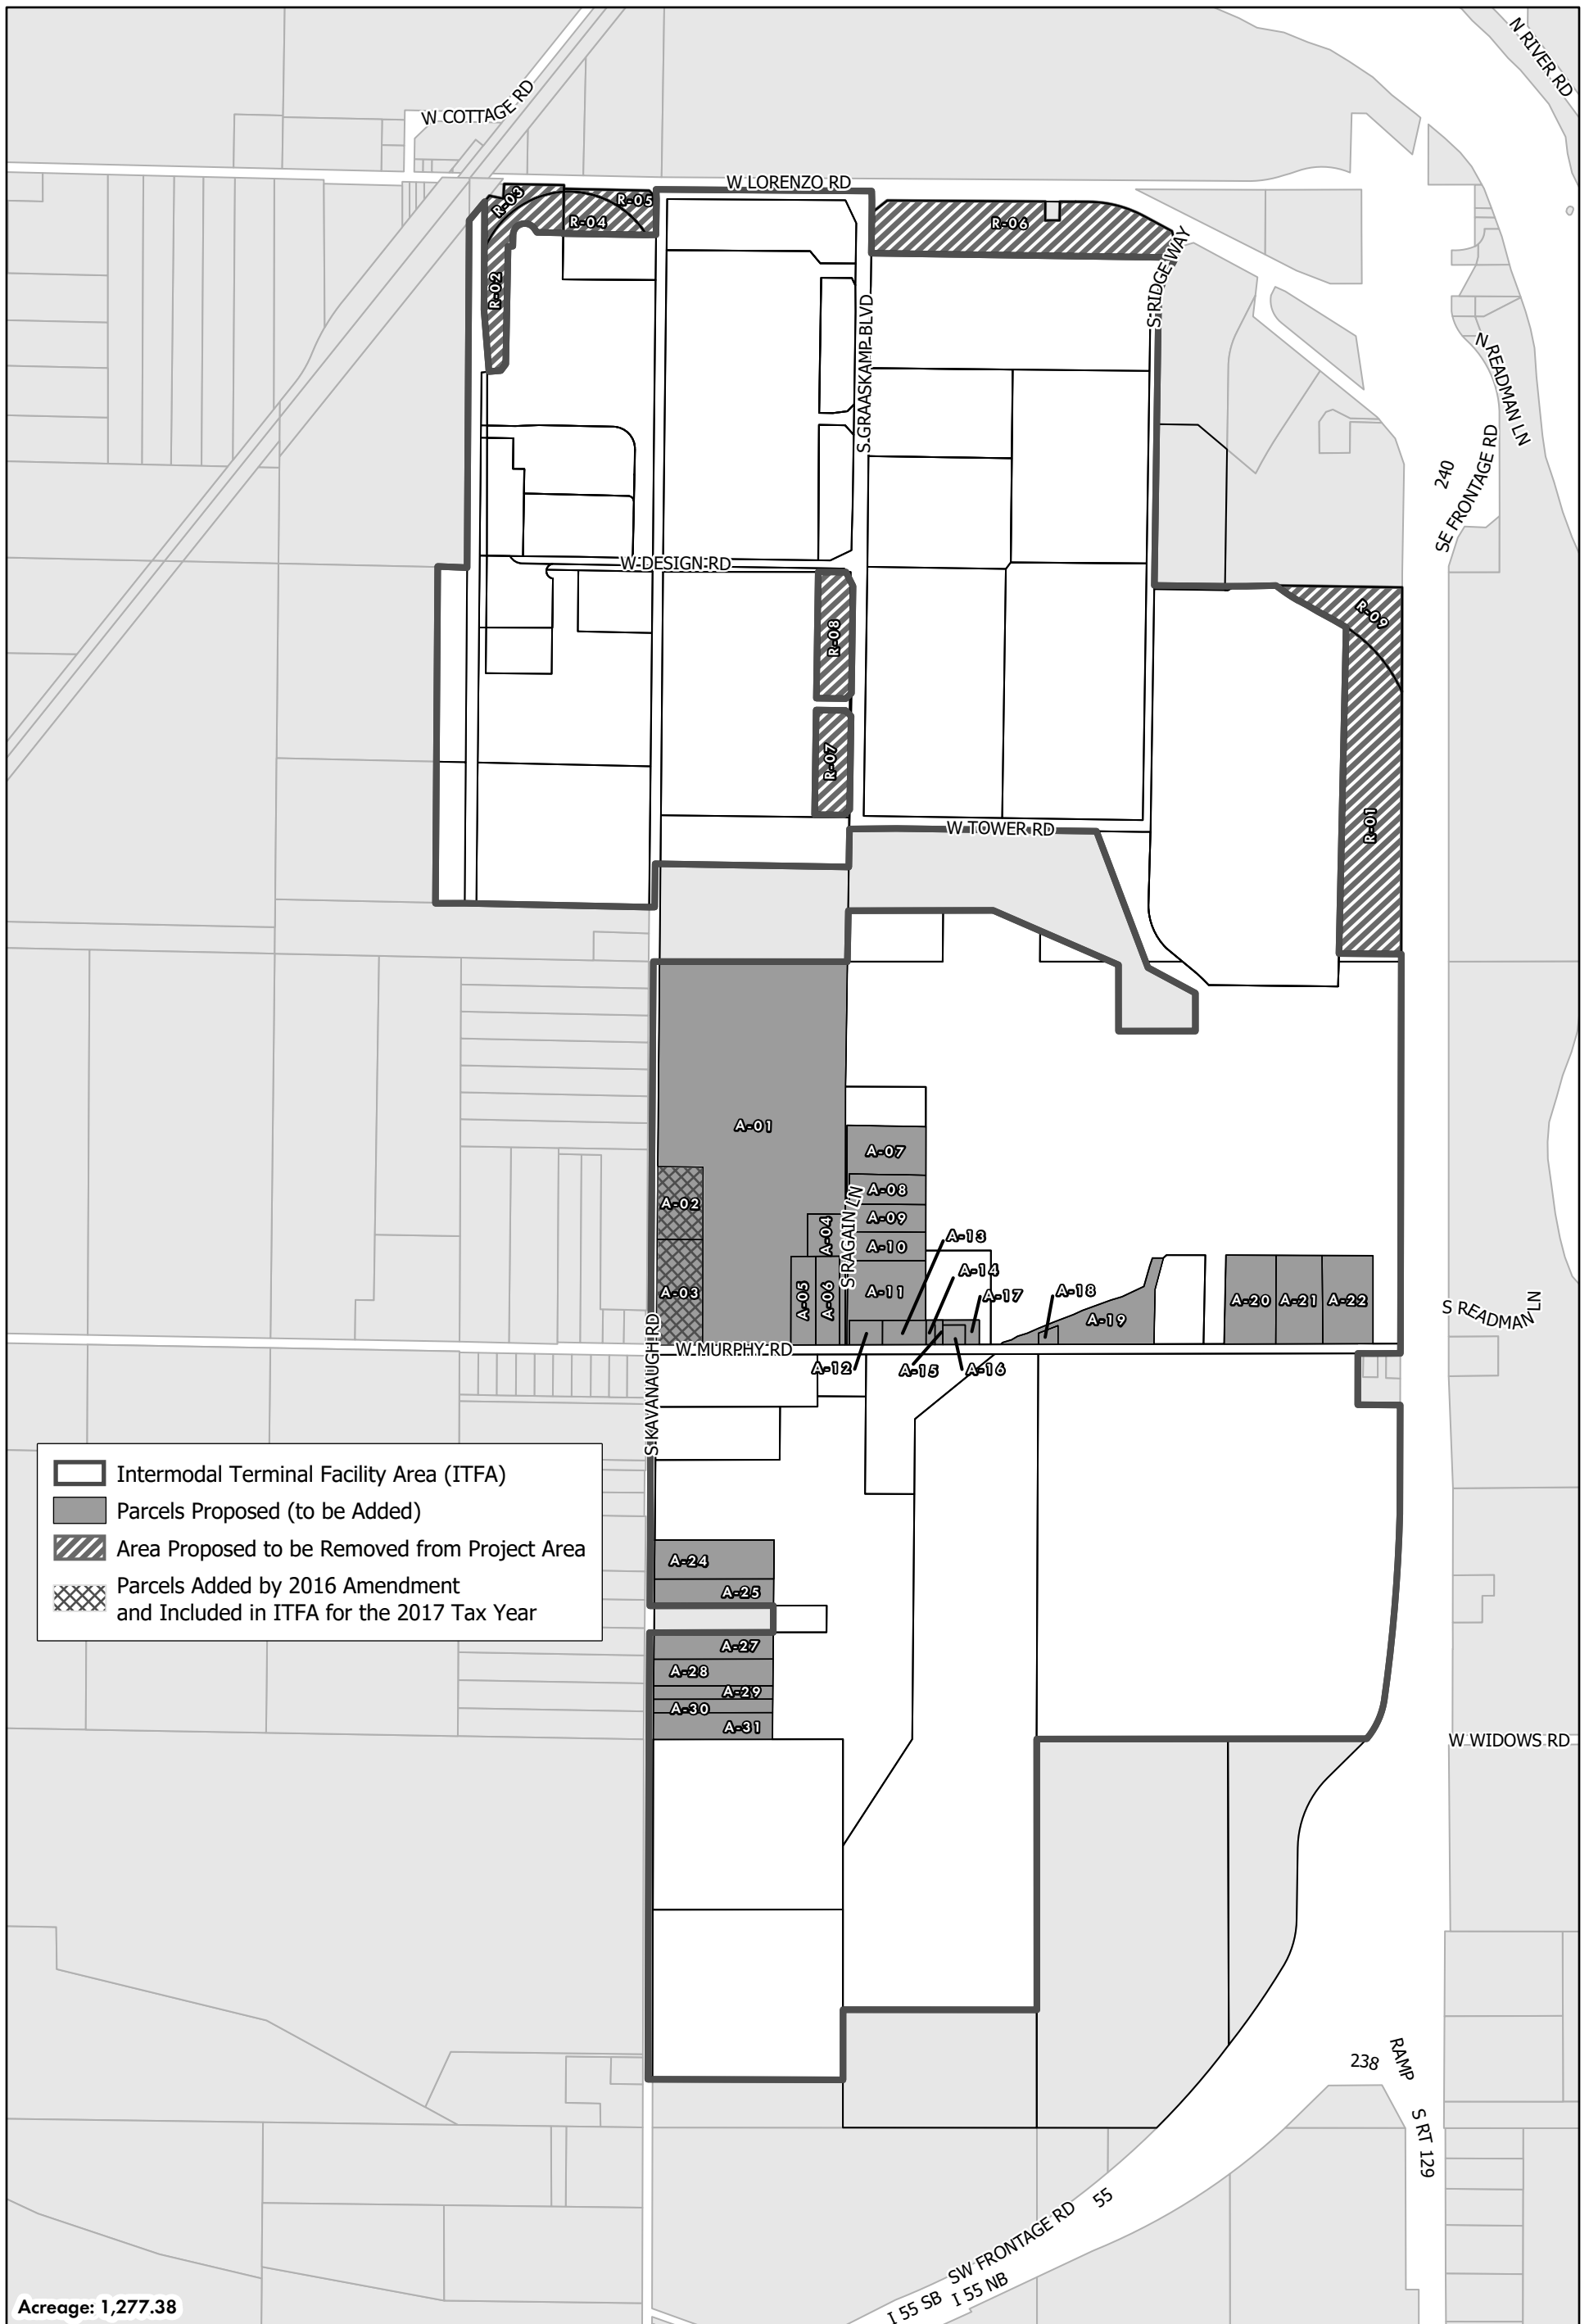 N RIVER RD
W COTTAGE RD
W LORENZO RD
R-03
R-05
R-04
R-06
R-02
S RIDGE WAY
S GRAASKAMP BLVD
N READMAN LN
240
SE FRONTAGE RD
W DESIGN RD
R-09
R-08
R-07
R-01
W TOWER RD
A-01
A-07
A-02
A-08
A-09
A-04
S RAGAIN LN
A-10
A-13
A-14
A-03
A-05
A-06
A-11
A-17
A-18
A-19
A-20
A-21
A-22
S READMAN LN
W MURPHY RD
A-12
A-15
A-16
S KAVANAUGH RD
Intermodal Terminal Facility Area (ITFA)
Parcels Proposed (to be Added)
Area Proposed to be Removed from Project Area
Parcels Added by 2016 Amendment
and Included in ITFA for the 2017 Tax Year
A-24
A-25
A-27
A-28
A-29
A-30
A-31
W WIDOWS RD
238
RAMP
S RT 129
55
SW FRONTAGE RD
I 55 NB
I 55 SB
Acreage: 1,277.38